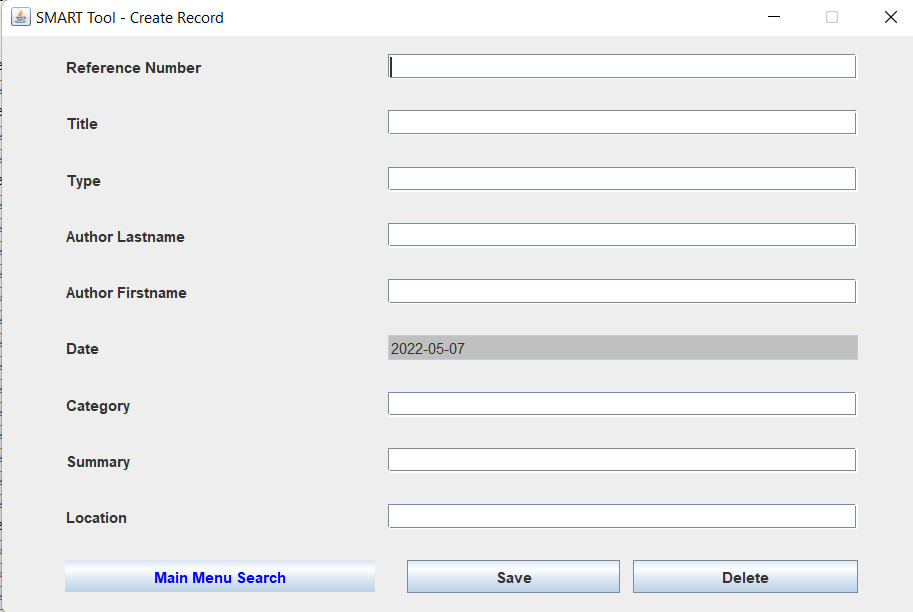 SMART Tool - Create Record
Reference Number
Title
Type
Author Lastname
Author Firstname
Date 2022-05-07
Category
Summary
Location
Main Menu Search Save Delete